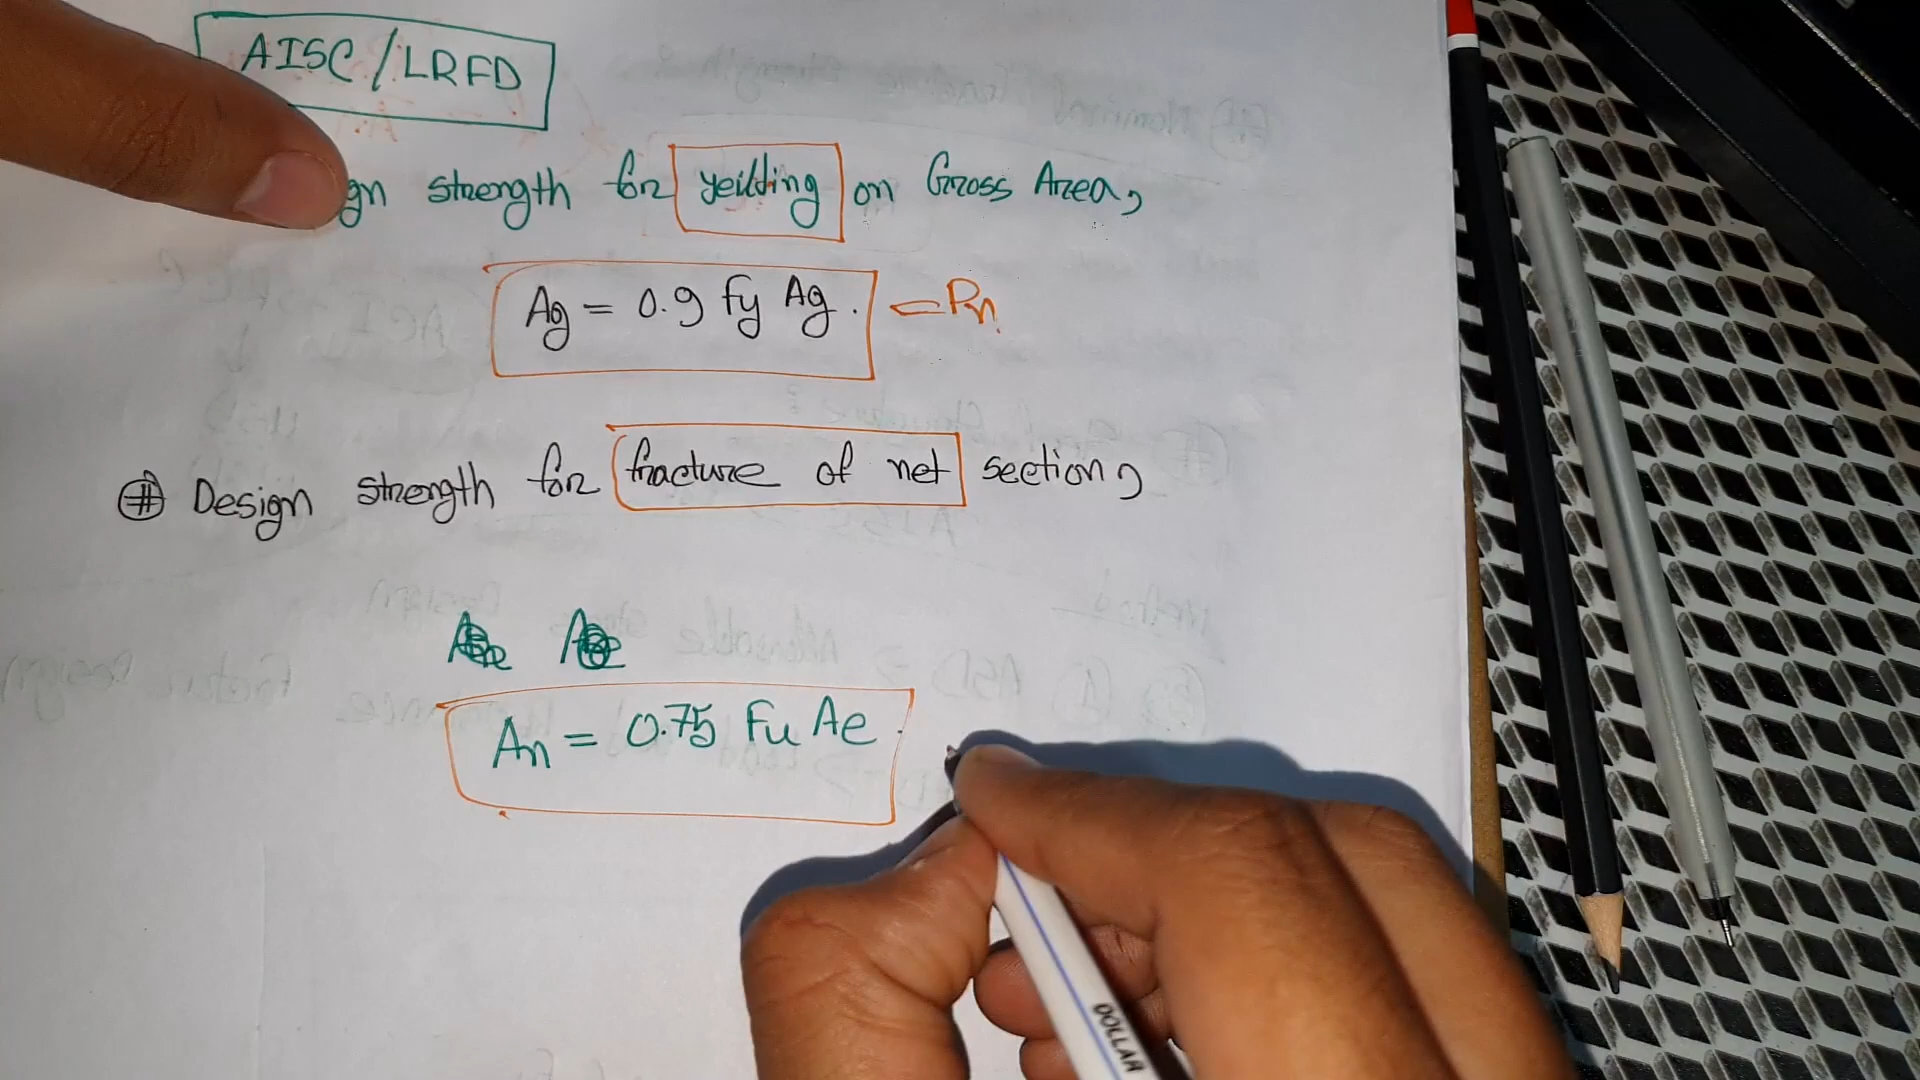 AISC/LRFD
gn strength for yeilding on Gross Area,
Ag = 0.9 fy Ag. = Pn.
# Design strength for fracture of net section,
An = 0.75 Fu Ae.
DOLLAR